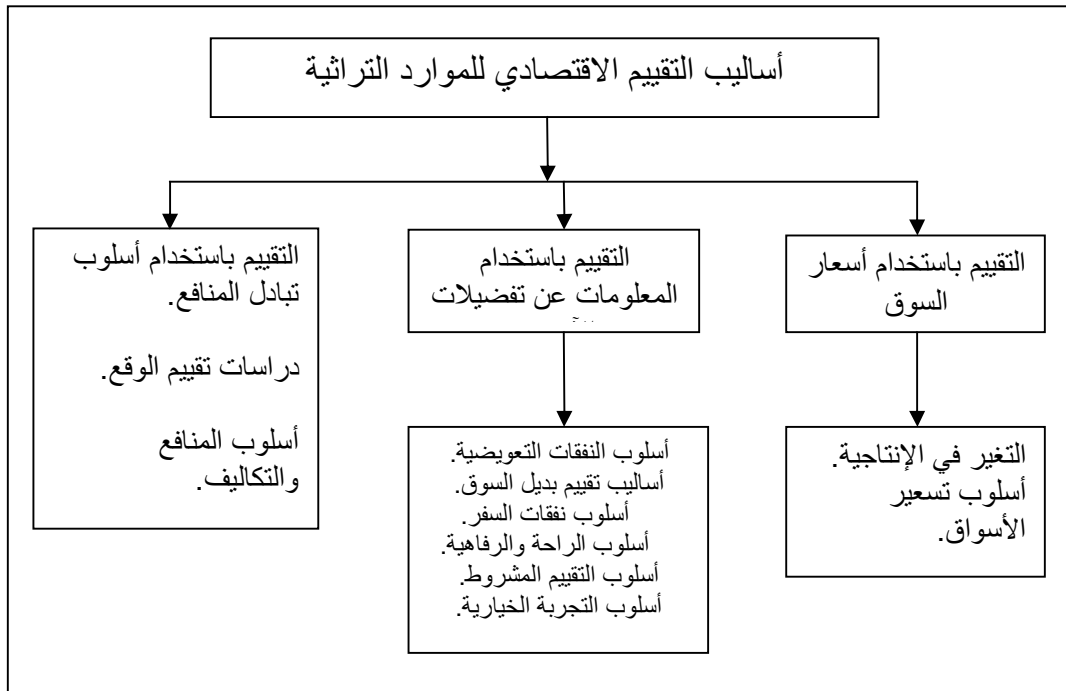 أساليب التقييم الاقتصادي للموارد التراثية
التقييم باستخدام أسعار
السوق
التغير في الإنتاجية.
أسلوب تسعير
الأسواق.
التقييم باستخدام
المعلومات عن تفضيلات
أسلوب النفقات التعويضية.
أساليب تقييم بديل السوق.
أسلوب نفقات السفر.
أسلوب الراحة والرفاهية.
أسلوب التقييم المشروط.
أسلوب التجربة الخيارية.
التقييم باستخدام أسلوب
تبادل المنافع.
دراسات تقييم الوقع.
أسلوب المنافع
والتكاليف.